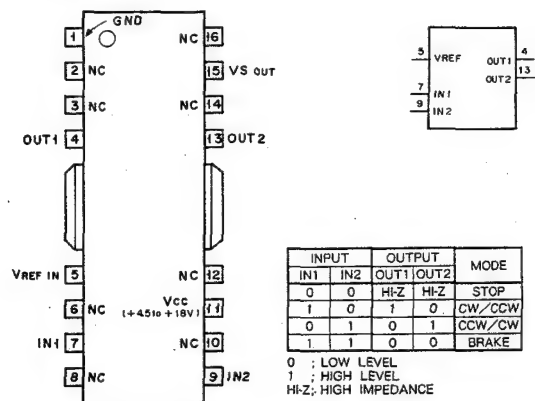 GND
1
NC 16
2 NC
15 VS OUT
3 NC
NC 14
OUT1 4
13 OUT2
VREF IN 5
NC 12
6 NC
VCC
(+4.5 to +18V)
11
IN1 7
NC 10
8 NC
9 IN2
5 VREF OUT1 4
OUT2 13
7 IN1
9 IN2
INPUT OUTPUT MODE
IN1 IN2 OUT1 OUT2
0 0 HI-Z HI-Z STOP
1 0 1 0 CW/CCW
0 1 0 1 CCW/CW
1 1 0 0 BRAKE
0 ; LOW LEVEL
1 ; HIGH LEVEL
HI-Z; HIGH IMPEDANCE